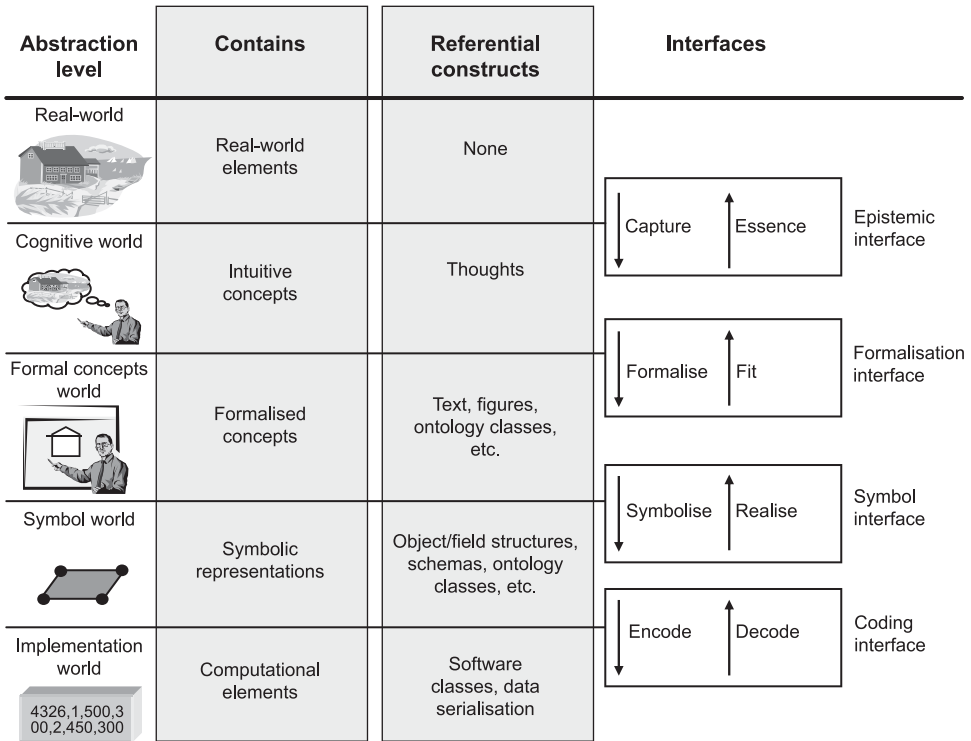 Abstraction
level
Contains
Referential
constructs
Interfaces
Real-world
Real-world
elements
None
Capture
Essence
Epistemic
interface
Cognitive world
Intuitive
concepts
Thoughts
Formalise
Fit
Formalisation
interface
Formal concepts
world
Formalised
concepts
Text, figures,
ontology classes,
etc.
Symbolise
Realise
Symbol
interface
Symbol world
Symbolic
representations
Object/field structures,
schemas, ontology
classes, etc.
Encode
Decode
Coding
interface
Implementation
world
4326,1,500,3
00,2,450,300
Computational
elements
Software
classes, data
serialisation